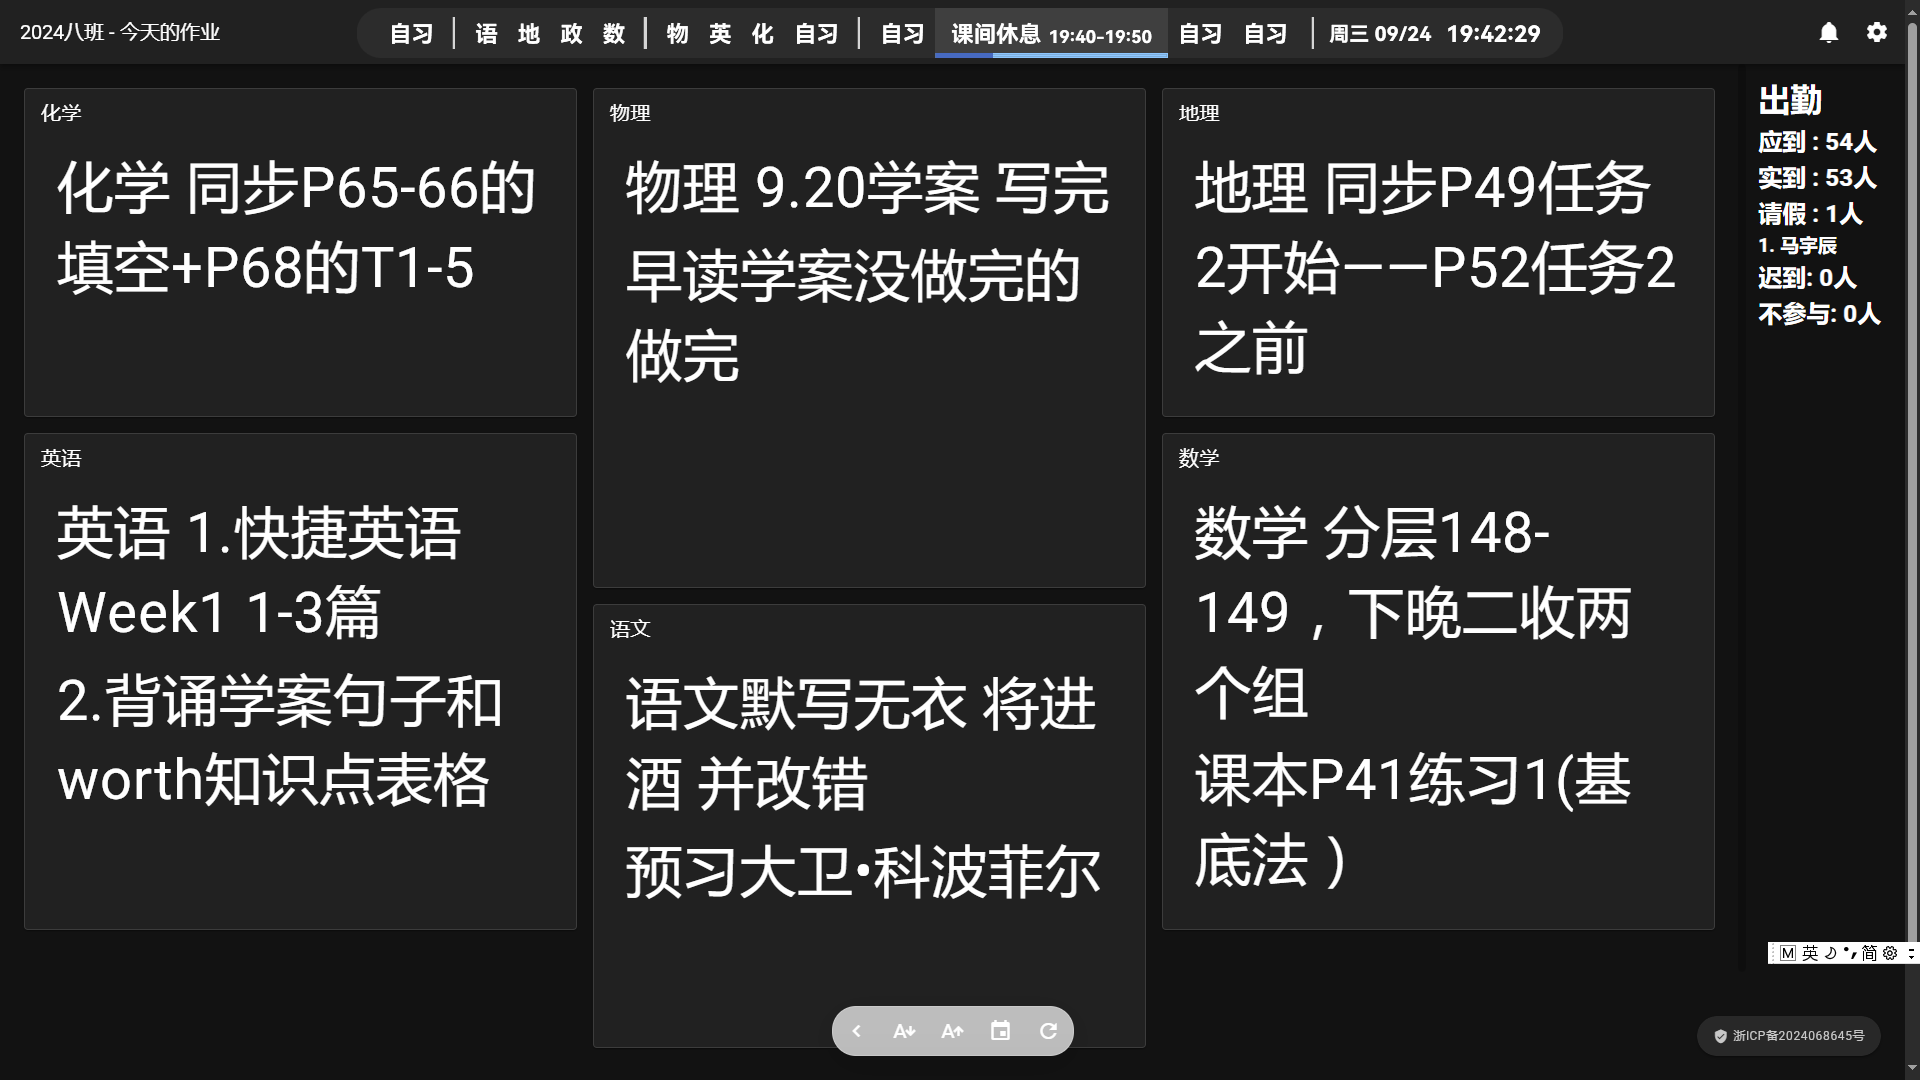 2024八班 - 今天的作业
自习 | 语 地 政 数 | 物 英 化 自习 | 自习 课间休息 19:40-19:50 自习 自习 | 周三 09/24 19:42:29
化学
化学 同步P65-66的
填空+P68的T1-5
物理
物理 9.20学案 写完
早读学案没做完的
做完
地理
地理 同步P49任务
2开始——P52任务2
之前
英语
英语 1.快捷英语
Week1 1-3篇
2.背诵学案句子和
worth知识点表格
语文
语文默写无衣 将进
酒 并改错
预习大卫•科波菲尔
数学
数学 分层148-
149，下晚二收两
个组
课本P41练习1(基
底法）
出勤
应到 : 54人
实到 : 53人
请假 : 1人
1. 马宇辰
迟到: 0人
不参与: 0人
M 英 简
浙ICP备2024068645号